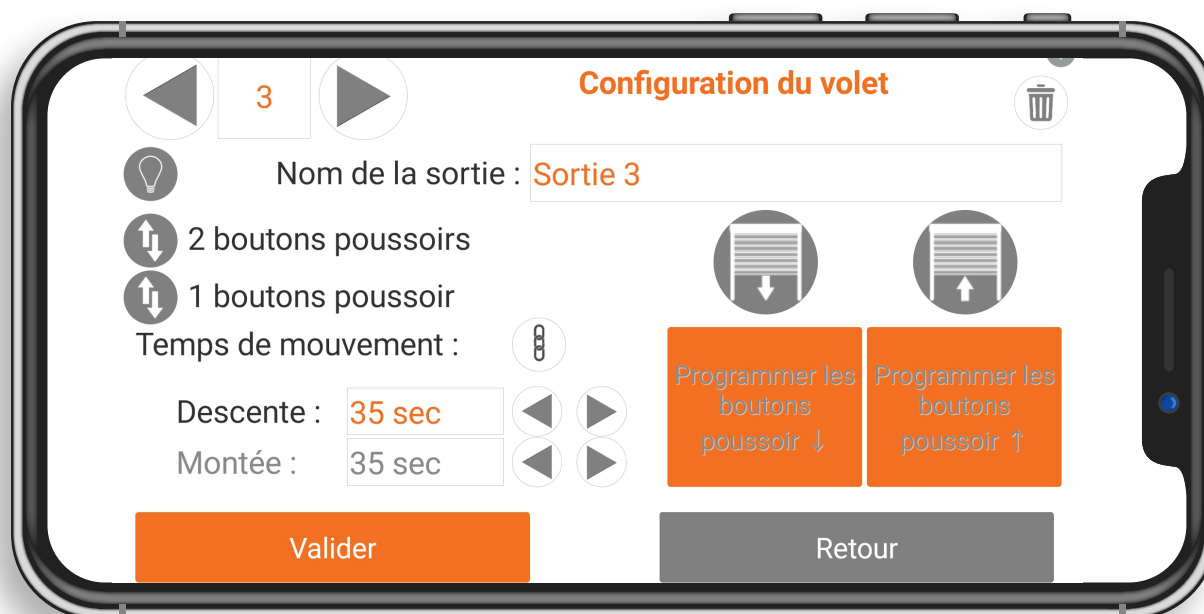 3
Configuration du volet
Nom de la sortie : Sortie 3
2 boutons poussoirs
1 boutons poussoir
Temps de mouvement :
Descente : 35 sec
Montée : 35 sec
Programmer les
boutons
poussoir ↓
Programmer les
boutons
poussoir ↑
Valider
Retour